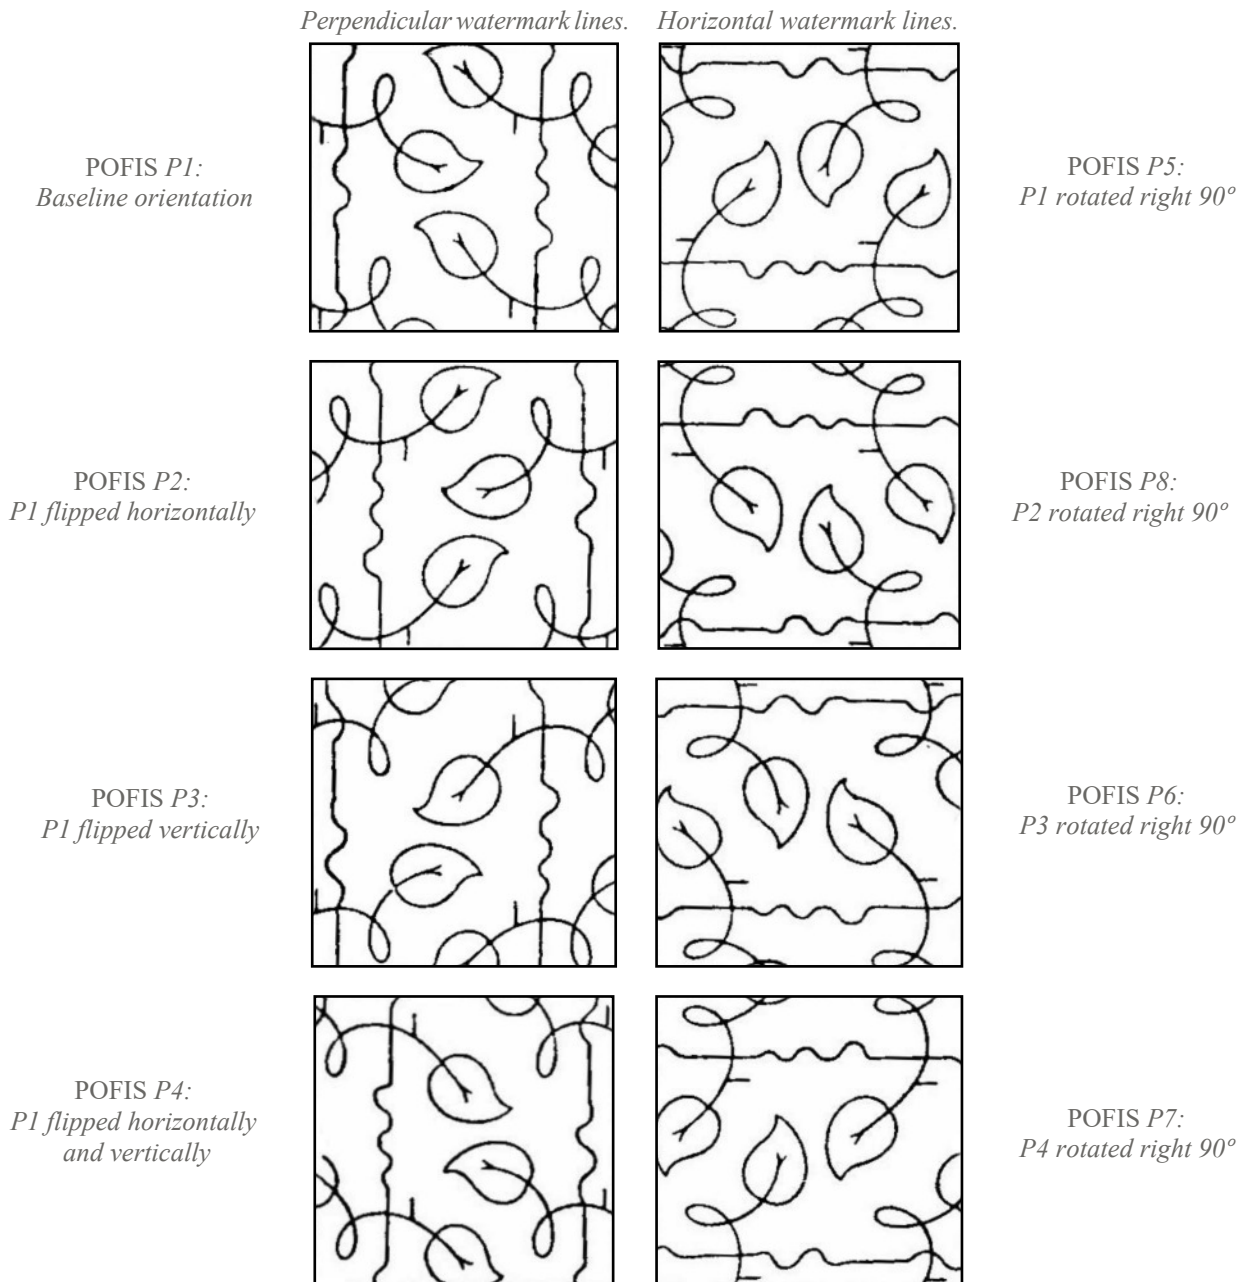 Perpendicular watermark lines.
Horizontal watermark lines.
POFIS P1:
Baseline orientation
POFIS P5:
P1 rotated right 90º
POFIS P2:
P1 flipped horizontally
POFIS P8:
P2 rotated right 90º
POFIS P3:
P1 flipped vertically
POFIS P6:
P3 rotated right 90º
POFIS P4:
P1 flipped horizontally
and vertically
POFIS P7:
P4 rotated right 90º